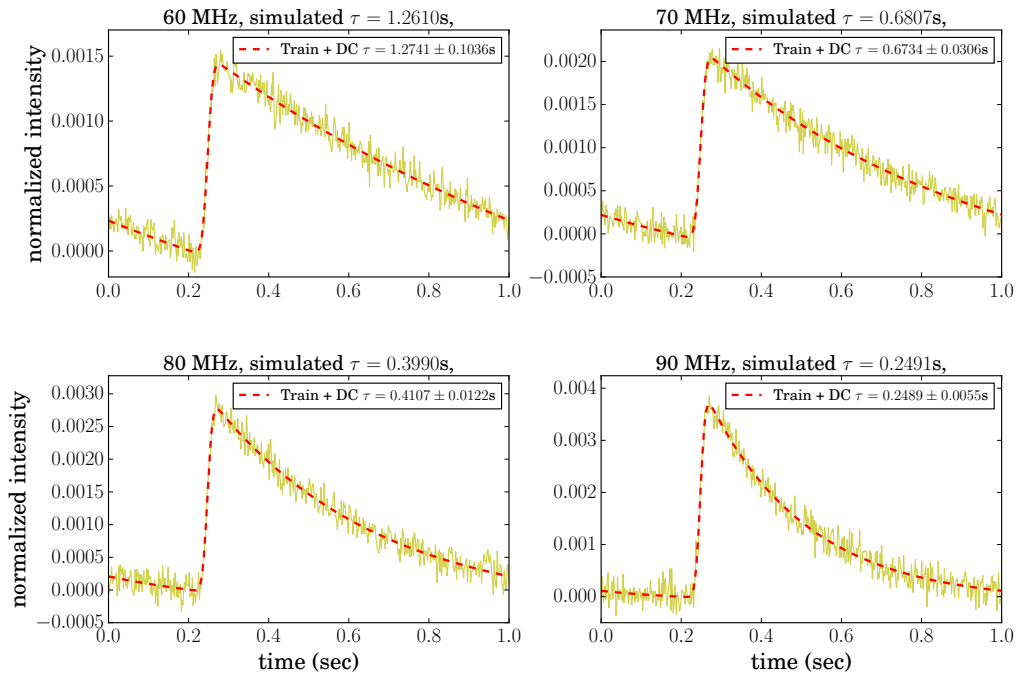 60 MHz, simulated τ = 1.2610s,
Train + DC τ = 1.2741 ± 0.1036s
0.0015
0.0010
0.0005
0.0000
normalized intensity
0.0 0.2 0.4 0.6 0.8 1.0
70 MHz, simulated τ = 0.6807s,
Train + DC τ = 0.6734 ± 0.0306s
0.0020
0.0015
0.0010
0.0005
0.0000
−0.0005
0.0 0.2 0.4 0.6 0.8 1.0
80 MHz, simulated τ = 0.3990s,
Train + DC τ = 0.4107 ± 0.0122s
0.0030
0.0025
0.0020
0.0015
0.0010
0.0005
0.0000
−0.0005
normalized intensity
0.0 0.2 0.4 0.6 0.8 1.0
time (sec)
90 MHz, simulated τ = 0.2491s,
Train + DC τ = 0.2489 ± 0.0055s
0.004
0.003
0.002
0.001
0.000
0.0 0.2 0.4 0.6 0.8 1.0
time (sec)